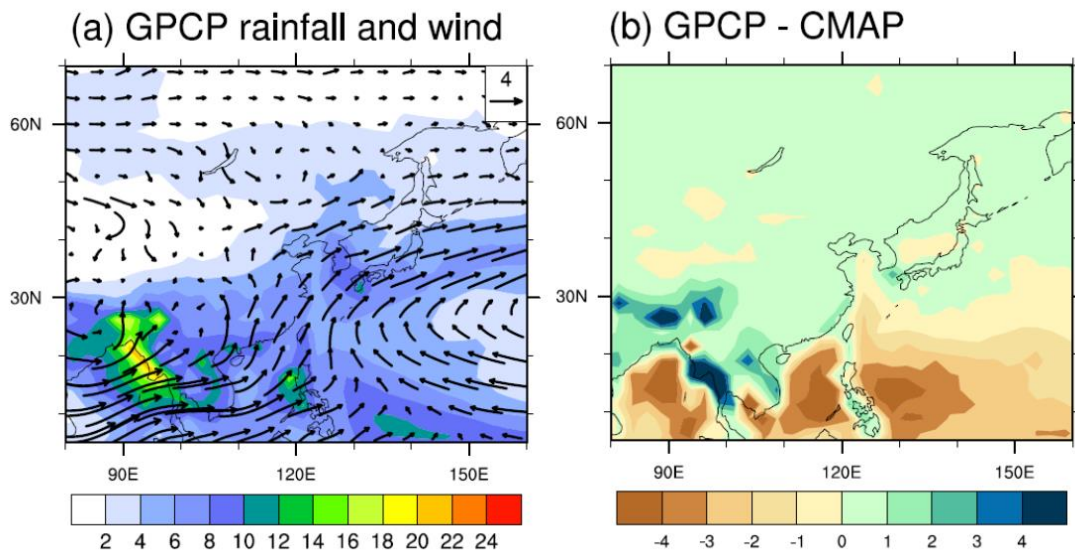 (a) GPCP rainfall and wind
(b) GPCP - CMAP
4
60N
30N
90E 120E 150E
2 4 6 8 10 12 14 16 18 20 22 24
60N
30N
90E 120E 150E
-4 -3 -2 -1 0 1 2 3 4